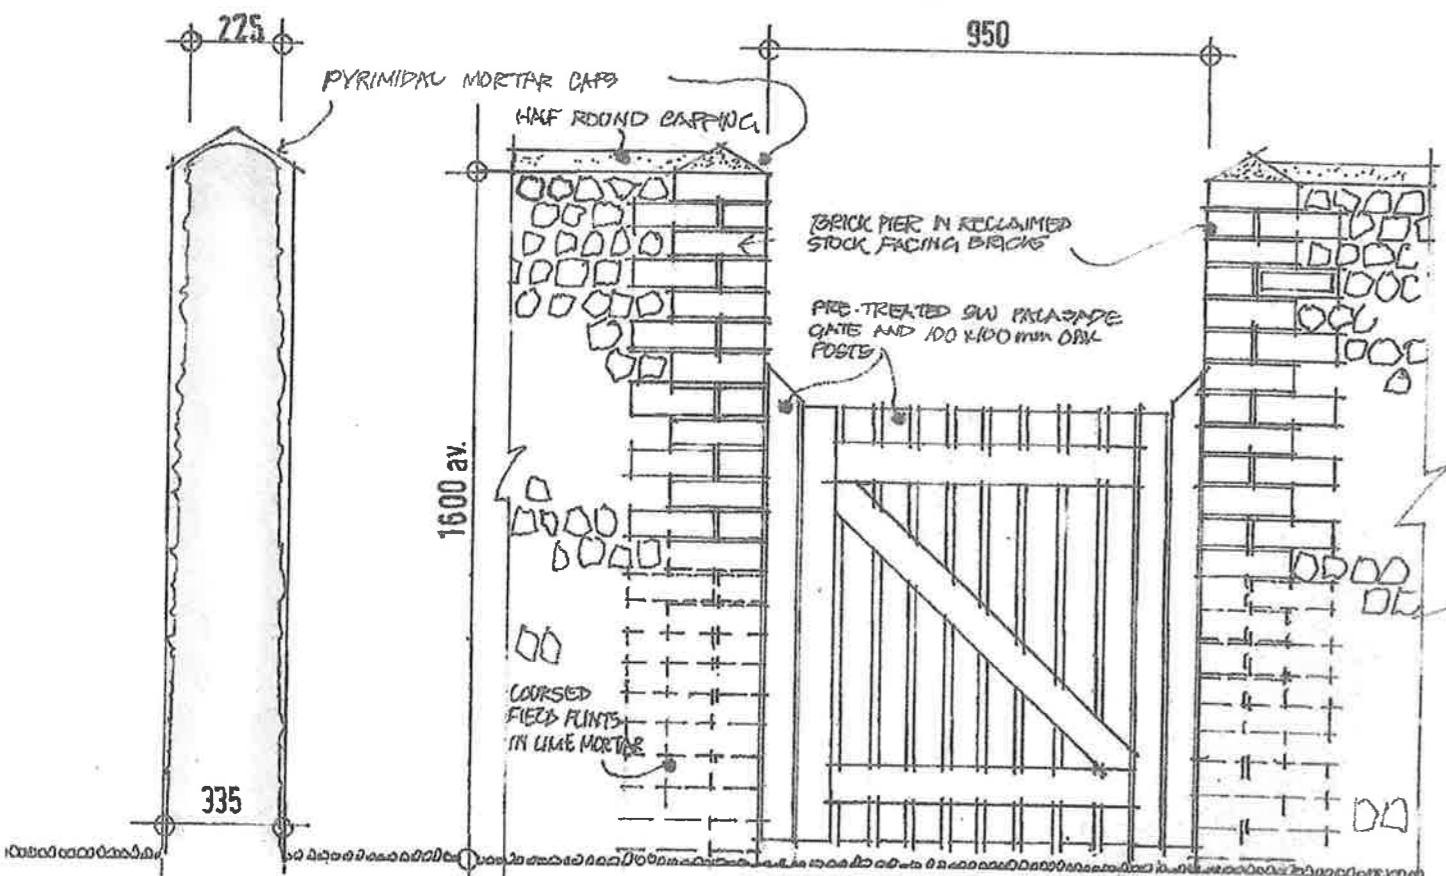 225
950
PYRIMIDAL MORTAR CAPS
HALF ROUND CAPPING
BRICK PIER IN RECLAIMED
STOCK FACING BRICKS
PRE-TREATED SW PALASADE
GATE AND 100 x 100 mm OAK
POSTS
1600 av.
COURSED
FIELD FLINTS
IN LIME MORTAR
335